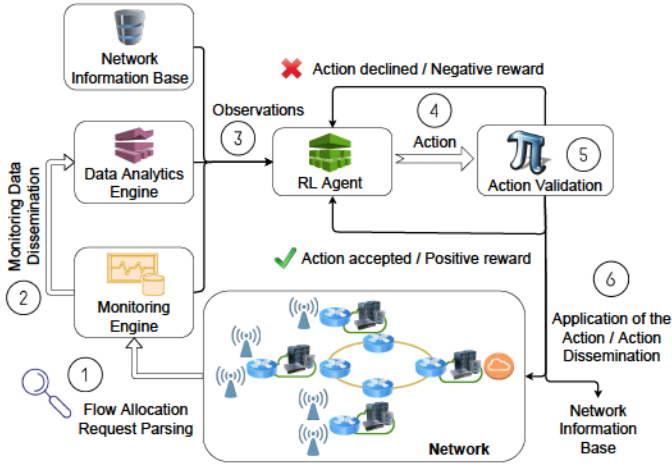 Network
Information Base
Action declined / Negative reward
Observations
3
4
Action
RL Agent
π
5
Action Validation
Data Analytics
Engine
Monitoring Data
Dissemination
2
Monitoring
Engine
Action accepted / Positive reward
6
Application of the
Action / Action
Dissemination
1
Flow Allocation
Request Parsing
Network
Network
Information
Base